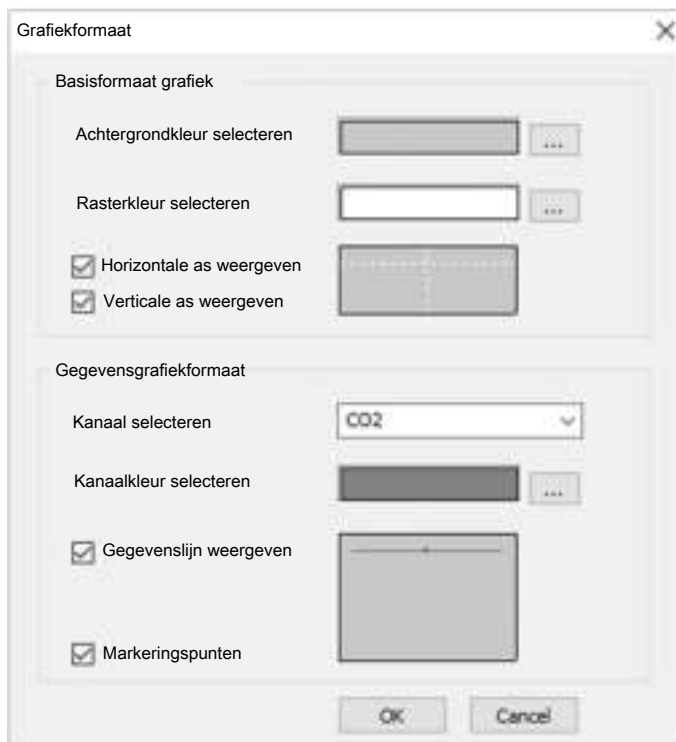 Grafiekformaat
Basisformaat grafiek
Achtergrondkleur selecteren
...
Rasterkleur selecteren
...
Horizontale as weergeven
Verticale as weergeven
Gegevensgrafiekformaat
Kanaal selecteren
CO2
Kanaalkleur selecteren
...
Gegevenslijn weergeven
Markeringspunten
OK
Cancel